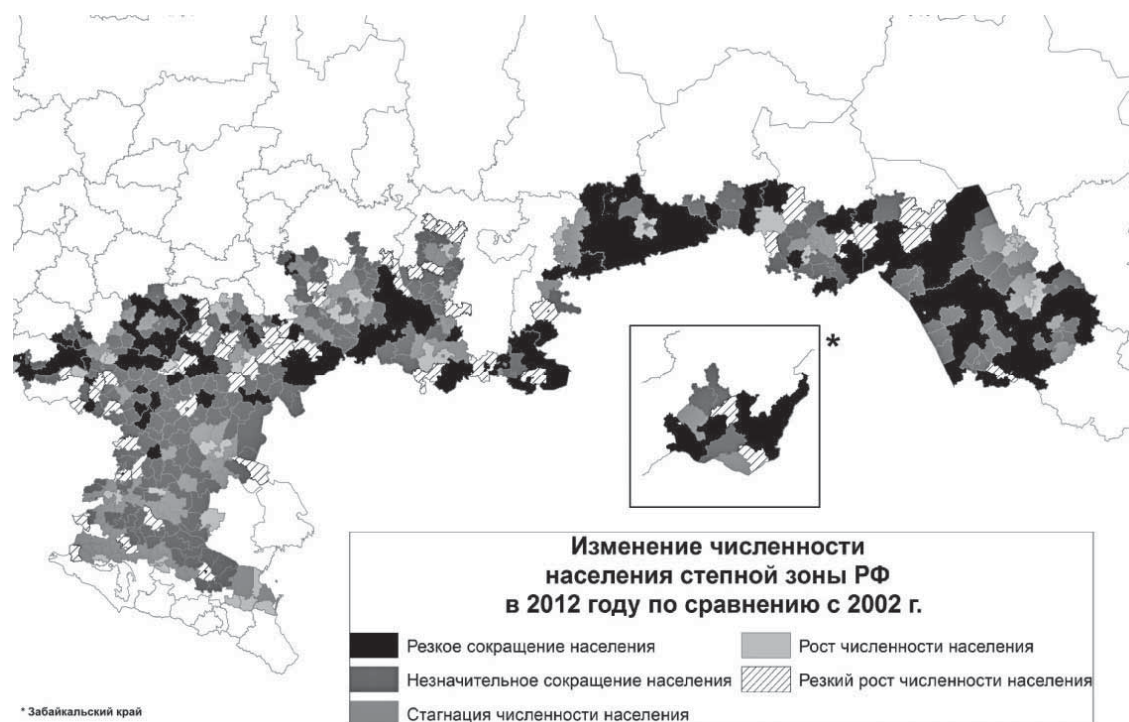 *
Изменение численности
населения степной зоны РФ
в 2012 году по сравнению с 2002 г.
Резкое сокращение населения
Рост численности населения
Незначительное сокращение населения
Резкий рост численности населения
Стагнация численности населения
* Забайкальский край